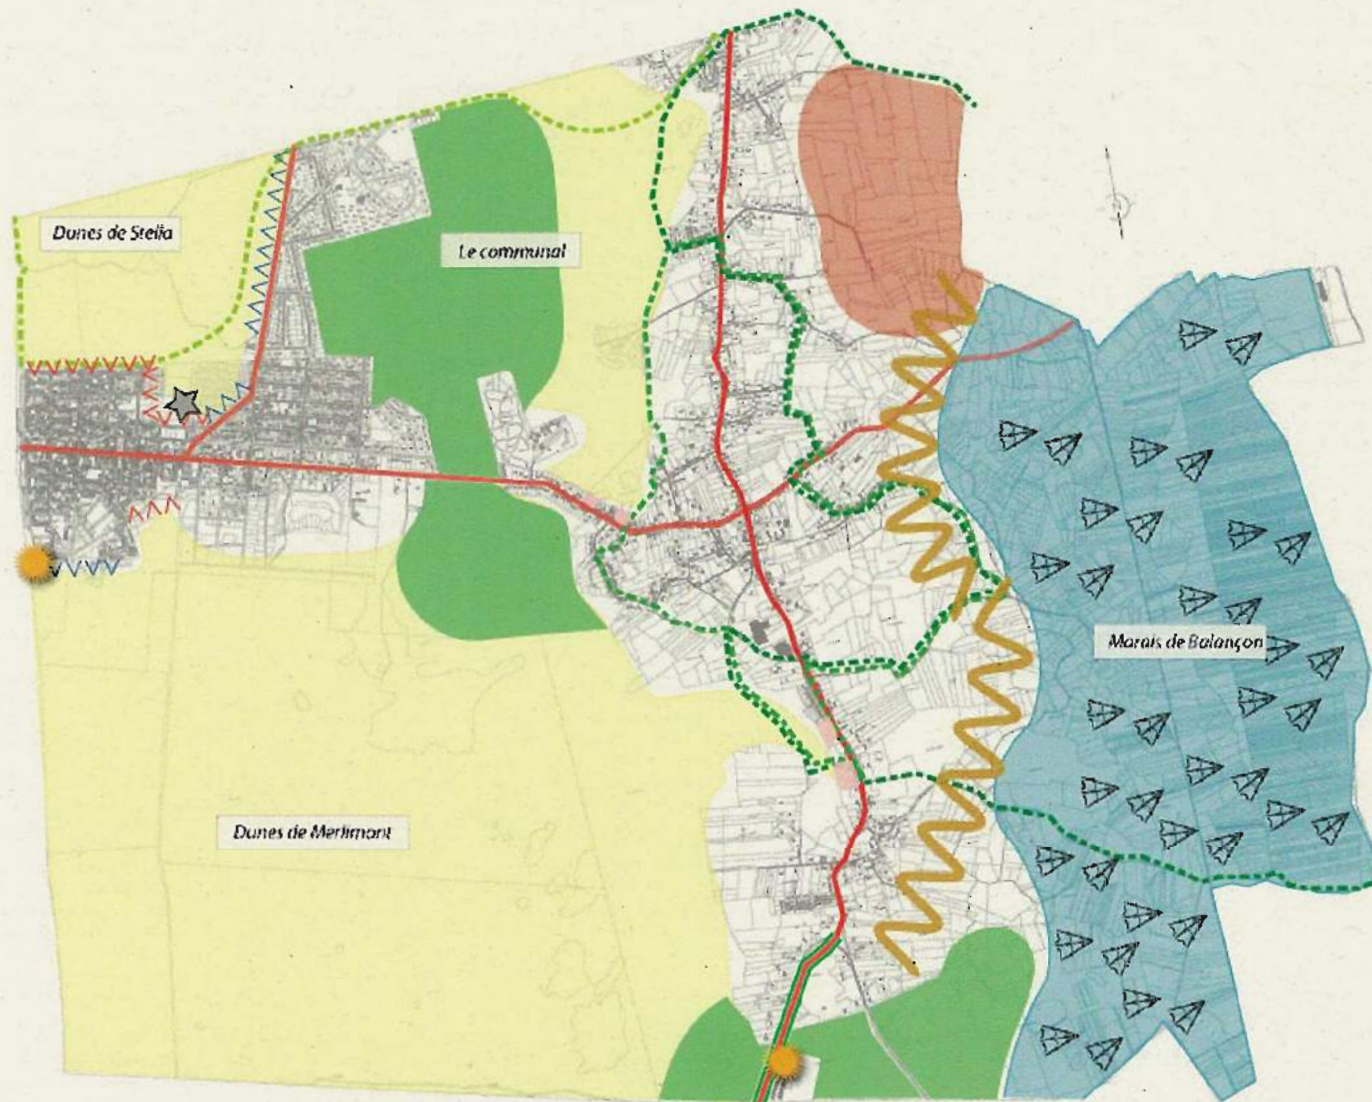 Dunes de Stella
Le communal
Marais de Balançon
Dunes de Merlimont